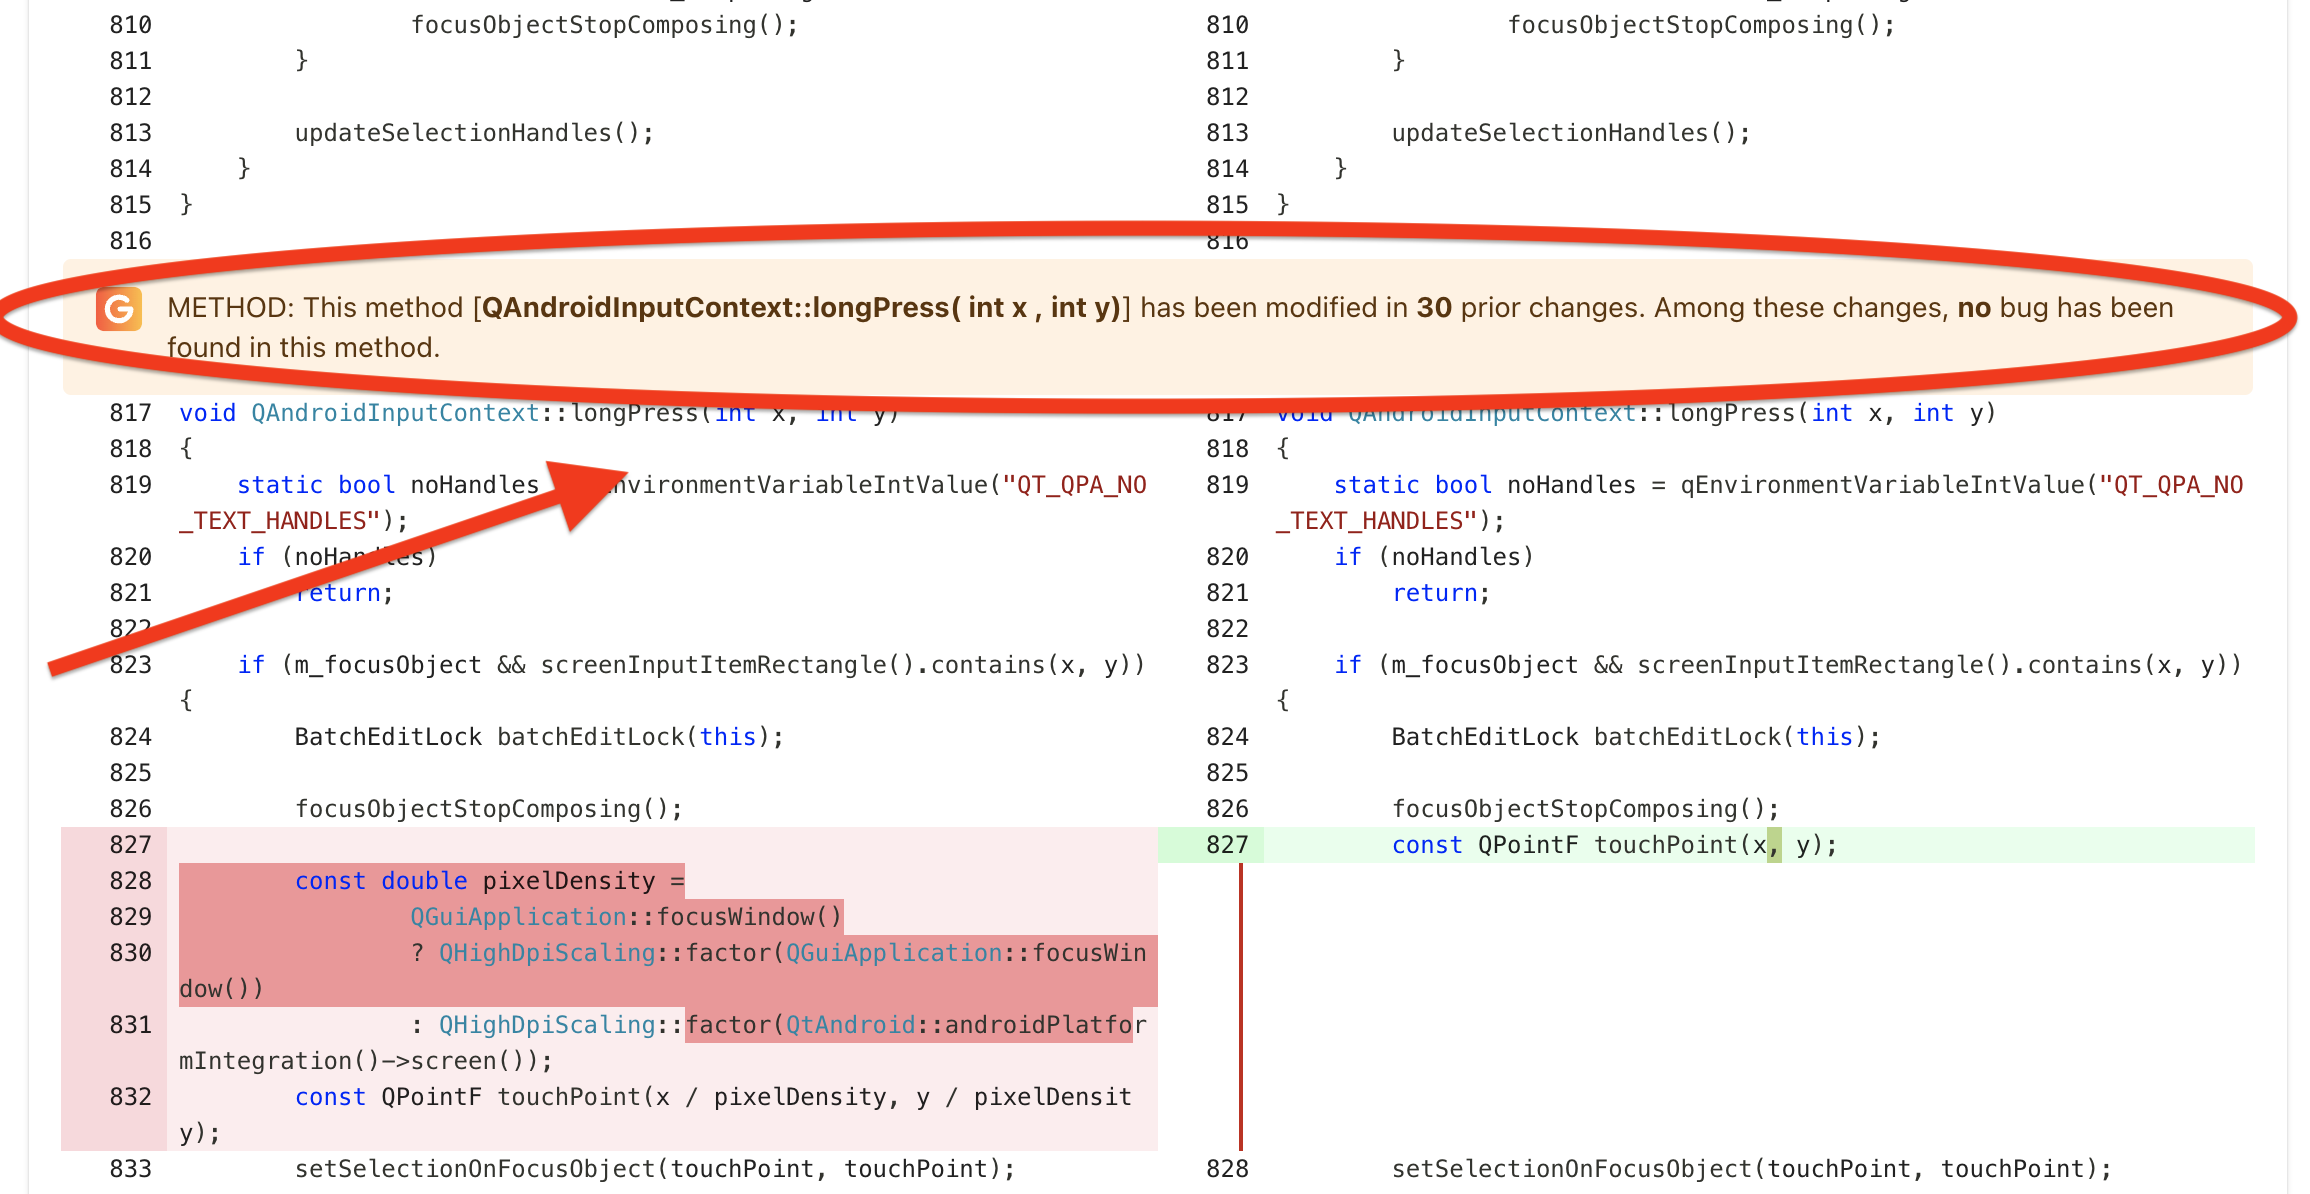 810 focusObjectStopComposing();
811 }
812
813 updateSelectionHandles();
814 }
815 }
816
810 focusObjectStopComposing();
811 }
812
813 updateSelectionHandles();
814 }
815 }
816
METHOD: This method [QAndroidInputContext::longPress( int x , int y)] has been modified in 30 prior changes. Among these changes, no bug has been
found in this method.
817 void QAndroidInputContext::longPress(int x, int y)
818 {
819 static bool noHandles nvironmentVariableIntValue("QT_QPA_NO
_TEXT_HANDLES");
820 if (noHandles)
821 return;
822
823 if (m_focusObject && screenInputItemRectangle().contains(x, y))
{
824 BatchEditLock batchEditLock(this);
825
826 focusObjectStopComposing();
827
828 const double pixelDensity =
829 QGuiApplication::focusWindow()
830 ? QHighDpiScaling::factor(QGuiApplication::focusWin
dow())
831 : QHighDpiScaling::factor(QtAndroid::androidPlatfor
mIntegration()->screen());
832 const QPointF touchPoint(x / pixelDensity, y / pixelDensit
y);
833 setSelectionOnFocusObject(touchPoint, touchPoint);
817 void QAndroidInputContext::longPress(int x, int y)
818 {
819 static bool noHandles = qEnvironmentVariableIntValue("QT_QPA_NO
_TEXT_HANDLES");
820 if (noHandles)
821 return;
822
823 if (m_focusObject && screenInputItemRectangle().contains(x, y))
{
824 BatchEditLock batchEditLock(this);
825
826 focusObjectStopComposing();
827 const QPointF touchPoint(x, y);
828 setSelectionOnFocusObject(touchPoint, touchPoint);